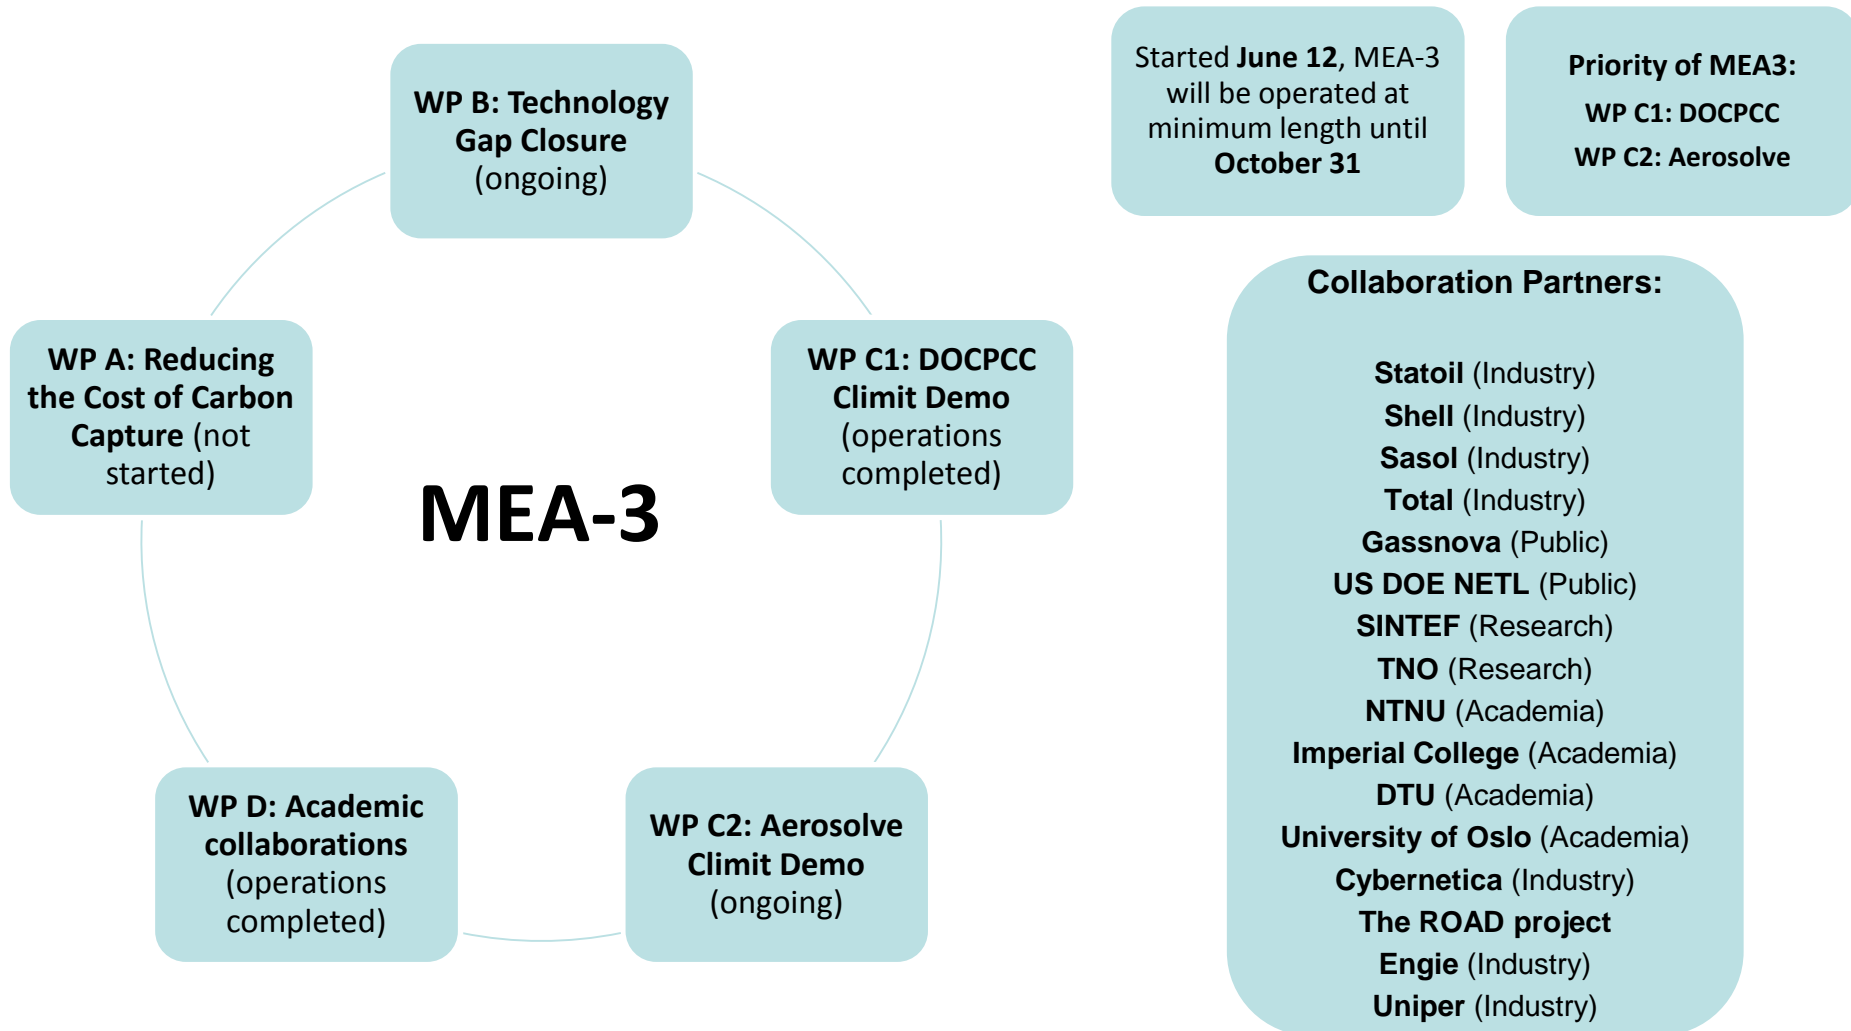 WP B: Technology
Gap Closure
(ongoing)
WP A: Reducing
the Cost of Carbon
Capture (not
started)
WP C1: DOCPCC
Climit Demo
(operations
completed)
MEA-3
WP D: Academic
collaborations
(operations
completed)
WP C2: Aerosolve
Climit Demo
(ongoing)
Started June 12, MEA-3
will be operated at
minimum length until
October 31
Priority of MEA3:
WP C1: DOCPCC
WP C2: Aerosolve
Collaboration Partners:
Statoil (Industry)
Shell (Industry)
Sasol (Industry)
Total (Industry)
Gassnova (Public)
US DOE NETL (Public)
SINTEF (Research)
TNO (Research)
NTNU (Academia)
Imperial College (Academia)
DTU (Academia)
University of Oslo (Academia)
Cybernetica (Industry)
The ROAD project
Engie (Industry)
Uniper (Industry)